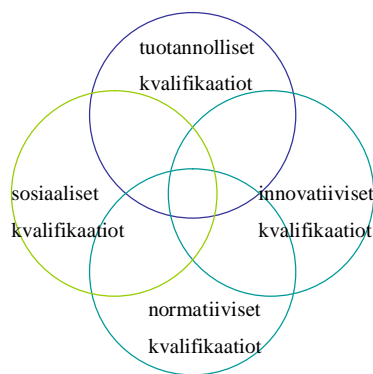 tuotannolliset
kvalifikaatiot
sosiaaliset
kvalifikaatiot
innovatiiviset
kvalifikaatiot
normatiiviset
kvalifikaatiot